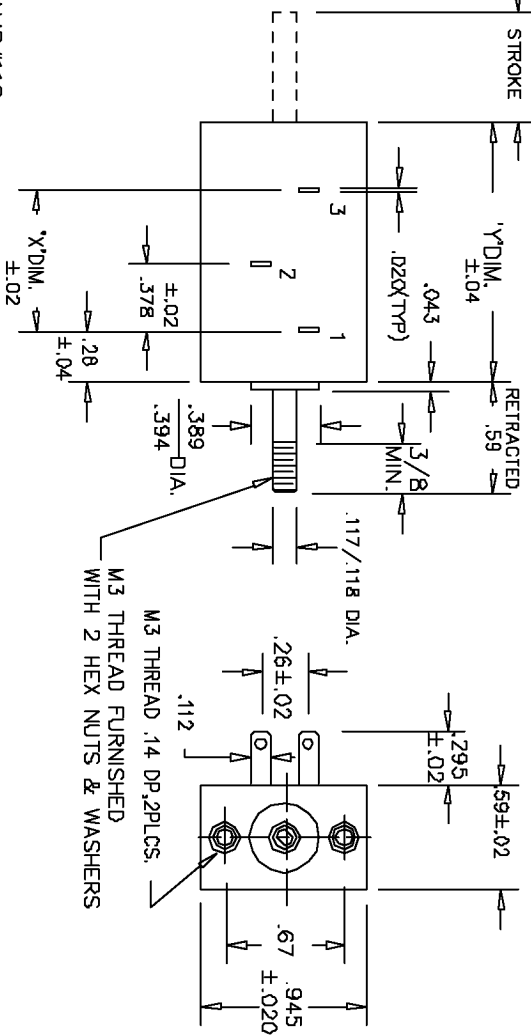 STROKE
"Y"DIM.
±.04
RETRACTED
.59
.043
.020(TYP)
3/8
MIN.
3
2
1
"X"DIM.
±.02
±.02
.378
.28
±.04
.389
.394
DIA.
.117/.118 DIA.
M3 THREAD FURNISHED
WITH 2 HEX NUTS & WASHERS
.26±.02
.112
M3 THREAD .14 DP,2PLCS.
.295
±.02
.59±.02
.67
.945
±.020